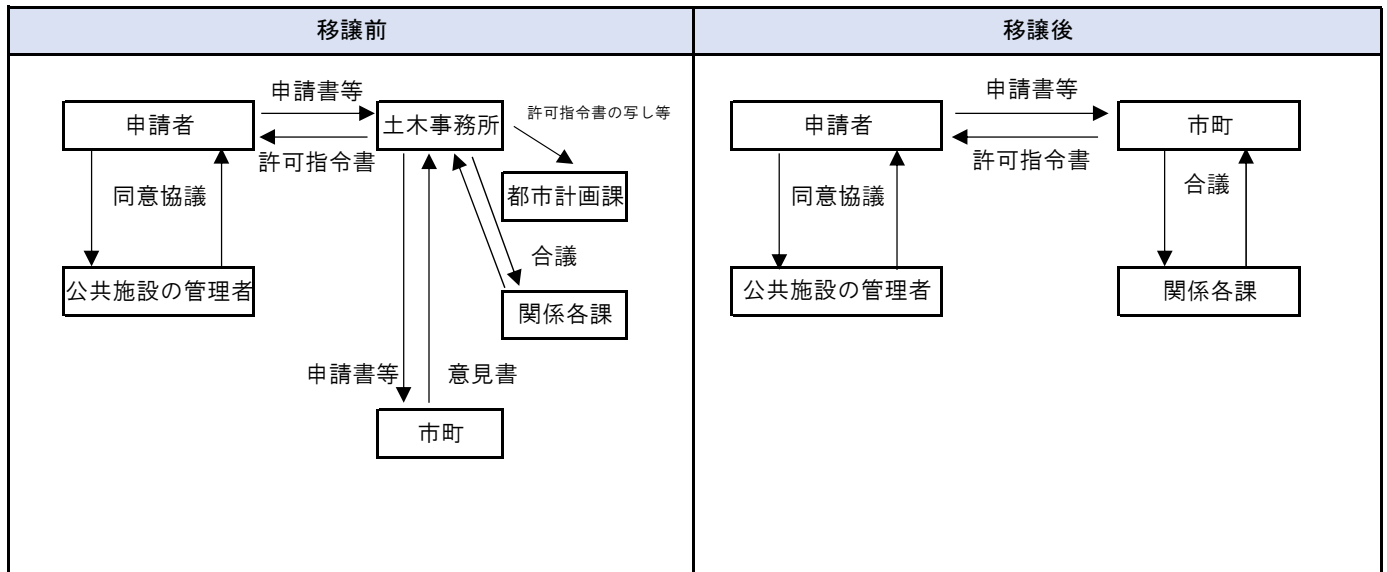 移譲前
移譲後
申請書等
申請者
土木事務所
許可指令書の写し等
許可指令書
同意協議
都市計画課
合議
公共施設の管理者
関係各課
申請書等
意見書
市町
申請書等
申請者
市町
許可指令書
同意協議
合議
公共施設の管理者
関係各課